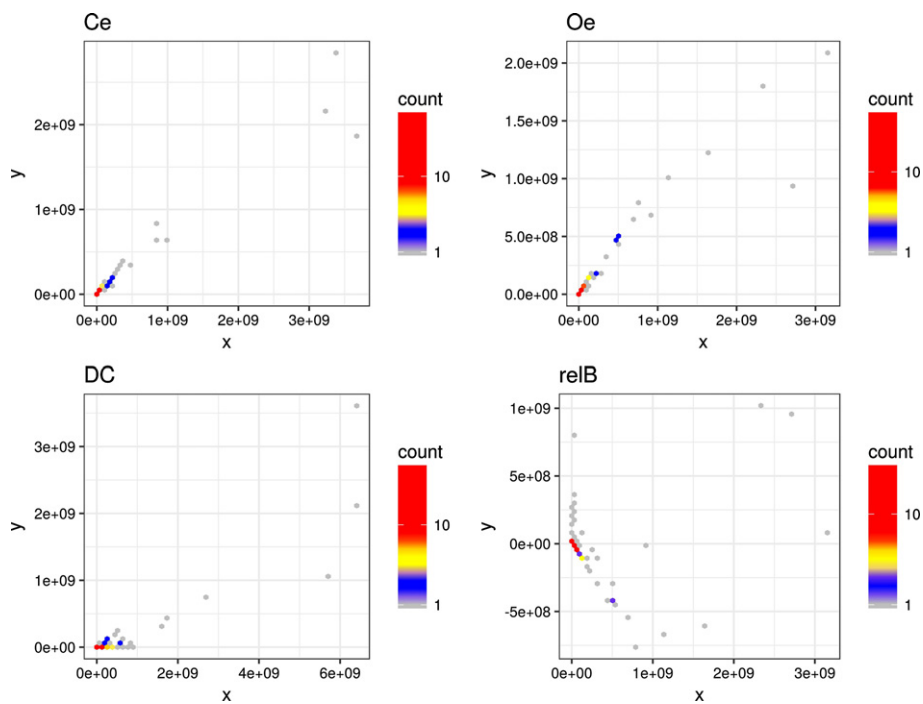 Ce
y
2e+09
1e+09
0e+00
0e+00 1e+09 2e+09 3e+09
x
count
10
1
Oe
y
2.0e+09
1.5e+09
1.0e+09
5.0e+08
0.0e+00
0e+00 1e+09 2e+09 3e+09
x
count
10
1
DC
y
3e+09
2e+09
1e+09
0e+00
0e+00 2e+09 4e+09 6e+09
x
count
10
1
relB
y
1e+09
5e+08
0e+00
-5e+08
0e+00 1e+09 2e+09 3e+09
x
count
10
1